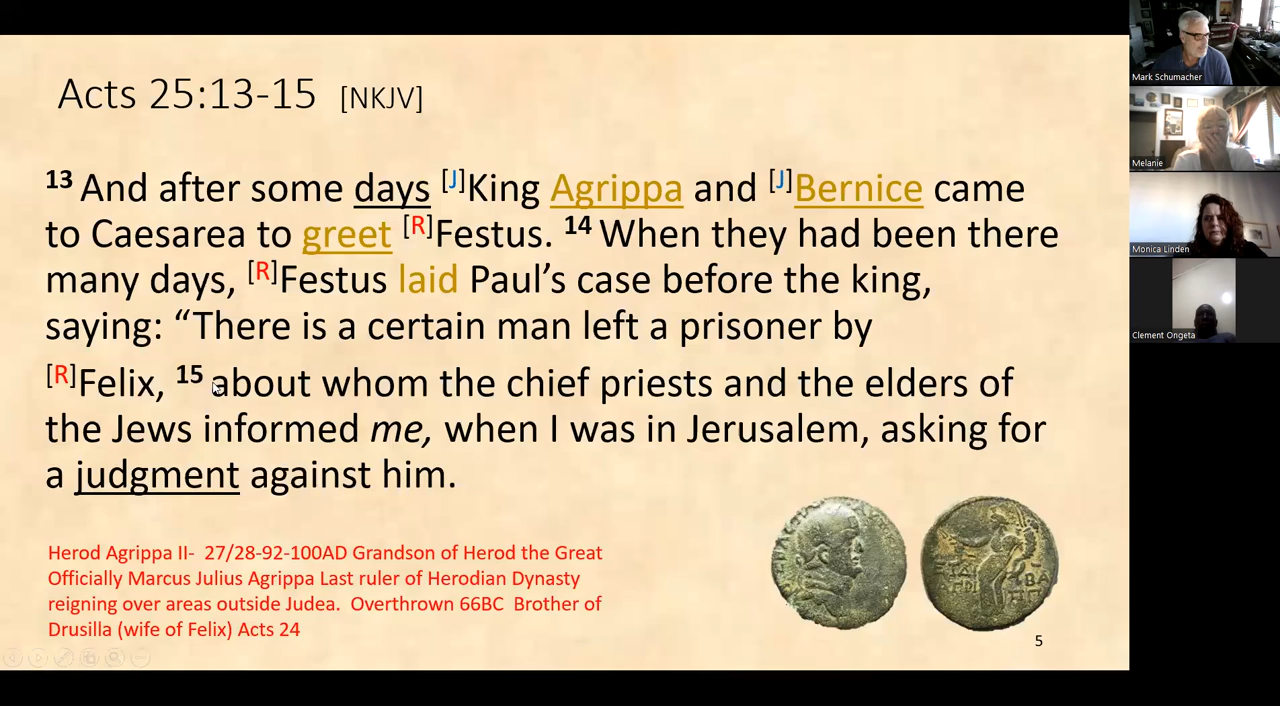 Acts 25:13-15 [NKJV]
13 And after some days [J]King Agrippa and [J]Bernice came
to Caesarea to greet [R]Festus. 14 When they had been there
many days, [R]Festus laid Paul’s case before the king,
saying: “There is a certain man left a prisoner by
[R]Felix, 15 about whom the chief priests and the elders of
the Jews informed me, when I was in Jerusalem, asking for
a judgment against him.
Herod Agrippa II- 27/28-92-100AD Grandson of Herod the Great
Officially Marcus Julius Agrippa Last ruler of Herodian Dynasty
reigning over areas outside Judea. Overthrown 66BC Brother of
Drusilla (wife of Felix) Acts 24
5
Mark Schumacher
Melanie
Monica Linden
Clement Ongeta